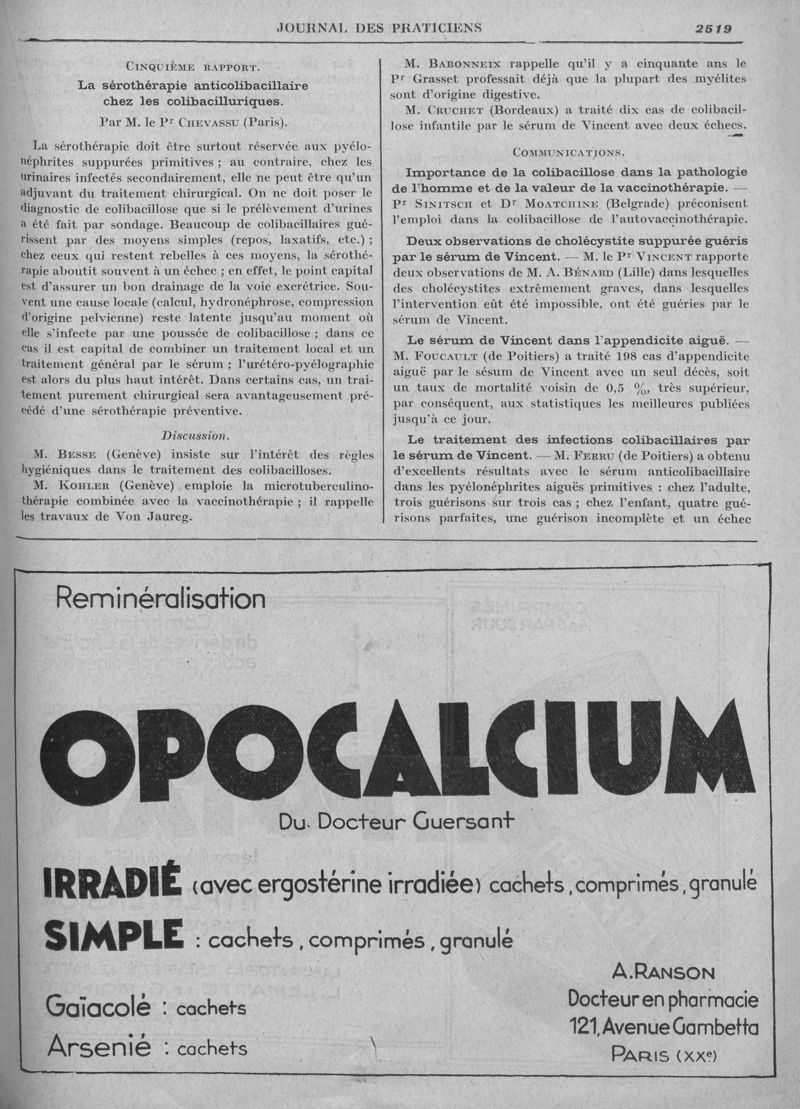 JOURNAL DES PRATICIENS 2519
CINQUIÈME RAPPORT.
La sérothérapie anticolibacillaire
chez les colibacilluriques.
Par M. le Pr CHEVASSU (Paris).
La sérothérapie doit être surtout réservée aux pyélo-
néphrites suppurées primitives ; au contraire, chez les
urinaires infectés secondairement, elle ne peut être qu'un
adjuvant du traitement chirurgical. On ne doit poser le
diagnostic de colibacillose que si le prélèvement d'urines
a été fait par sondage. Beaucoup de colibacillaires gué-
rissent par des moyens simples (repos, laxatifs, etc.) ;
chez ceux qui restent rebelles à ces moyens, la sérothé-
rapie aboutit souvent à un échec ; en effet, le point capital
est d'assurer un bon drainage de la voie excrétrice. Sou-
vent une cause locale (calcul, hydronéphrose, compression
d'origine pelvienne) reste latente jusqu'au moment où
elle s'infecte par une poussée de colibacillose ; dans ce
cas il est capital de combiner un traitement local et un
traitement général par le sérum ; l'urétéro-pyélographie
est alors du plus haut intérêt. Dans certains cas, un trai-
tement purement chirurgical sera avantageusement pré-
cédé d'une sérothérapie préventive.
Discussion.
M. BESSE (Genève) insiste sur l'intérêt des règles
hygiéniques dans le traitement des colibacilloses.
M. KOHLER (Genève) emploie la microtuberculino-
thérapie combinée avec la vaccinothérapie ; il rappelle
les travaux de Von Jaureg.
M. BABONNEIX rappelle qu'il y a cinquante ans le
Pr Grasset professait déjà que la plupart des myélites
sont d'origine digestive.
M. CRUCHET (Bordeaux) a traité dix cas de colibacil-
lose infantile par le sérum de Vincent avec deux échecs.
COMMUNICATIONS.
Importance de la colibacillose dans la pathologie
de l'homme et de la valeur de la vaccinothérapie. —
Pr SINITSCH et Dr MOATCHINE (Belgrade) préconisent
l'emploi dans la colibacillose de l'autovaccinothérapie.
Deux observations de cholécystite suppurée guéris
par le sérum de Vincent. — M. le Pr VINCENT rapporte
deux observations de M. A. BÉNARD (Lille) dans lesquelles
des cholécystites extrêmement graves, dans lesquelles
l'intervention eût été impossible, ont été guéries par le
sérum de Vincent.
Le sérum de Vincent dans l'appendicite aiguë. —
M. FOUCAULT (de Poitiers) a traité 198 cas d'appendicite
aiguë par le sésum de Vincent avec un seul décès, soit
un taux de mortalité voisin de 0,5 %, très supérieur,
par conséquent, aux statistiques les meilleures publiées
jusqu'à ce jour.
Le traitement des infections colibacillaires par
le sérum de Vincent. — M. FERRU (de Poitiers) a obtenu
d'excellents résultats avec le sérum anticolibacillaire
dans les pyélonéphrites aiguës primitives : chez l'adulte,
trois guérisons sur trois cas ; chez l'enfant, quatre gué-
risons parfaites, une guérison incomplète et un échec
Reminéralisation
OPOCALCIUM
Du Docteur Guersant
IRRADIÉ (avec ergostérine irradiée) cachets, comprimés, granulé
SIMPLE : cachets, comprimés, granulé
Gaïacolé : cachets
Arsenié : cachets
A. RANSON
Docteur en pharmacie
121, Avenue Gambetta
PARIS (XXe)